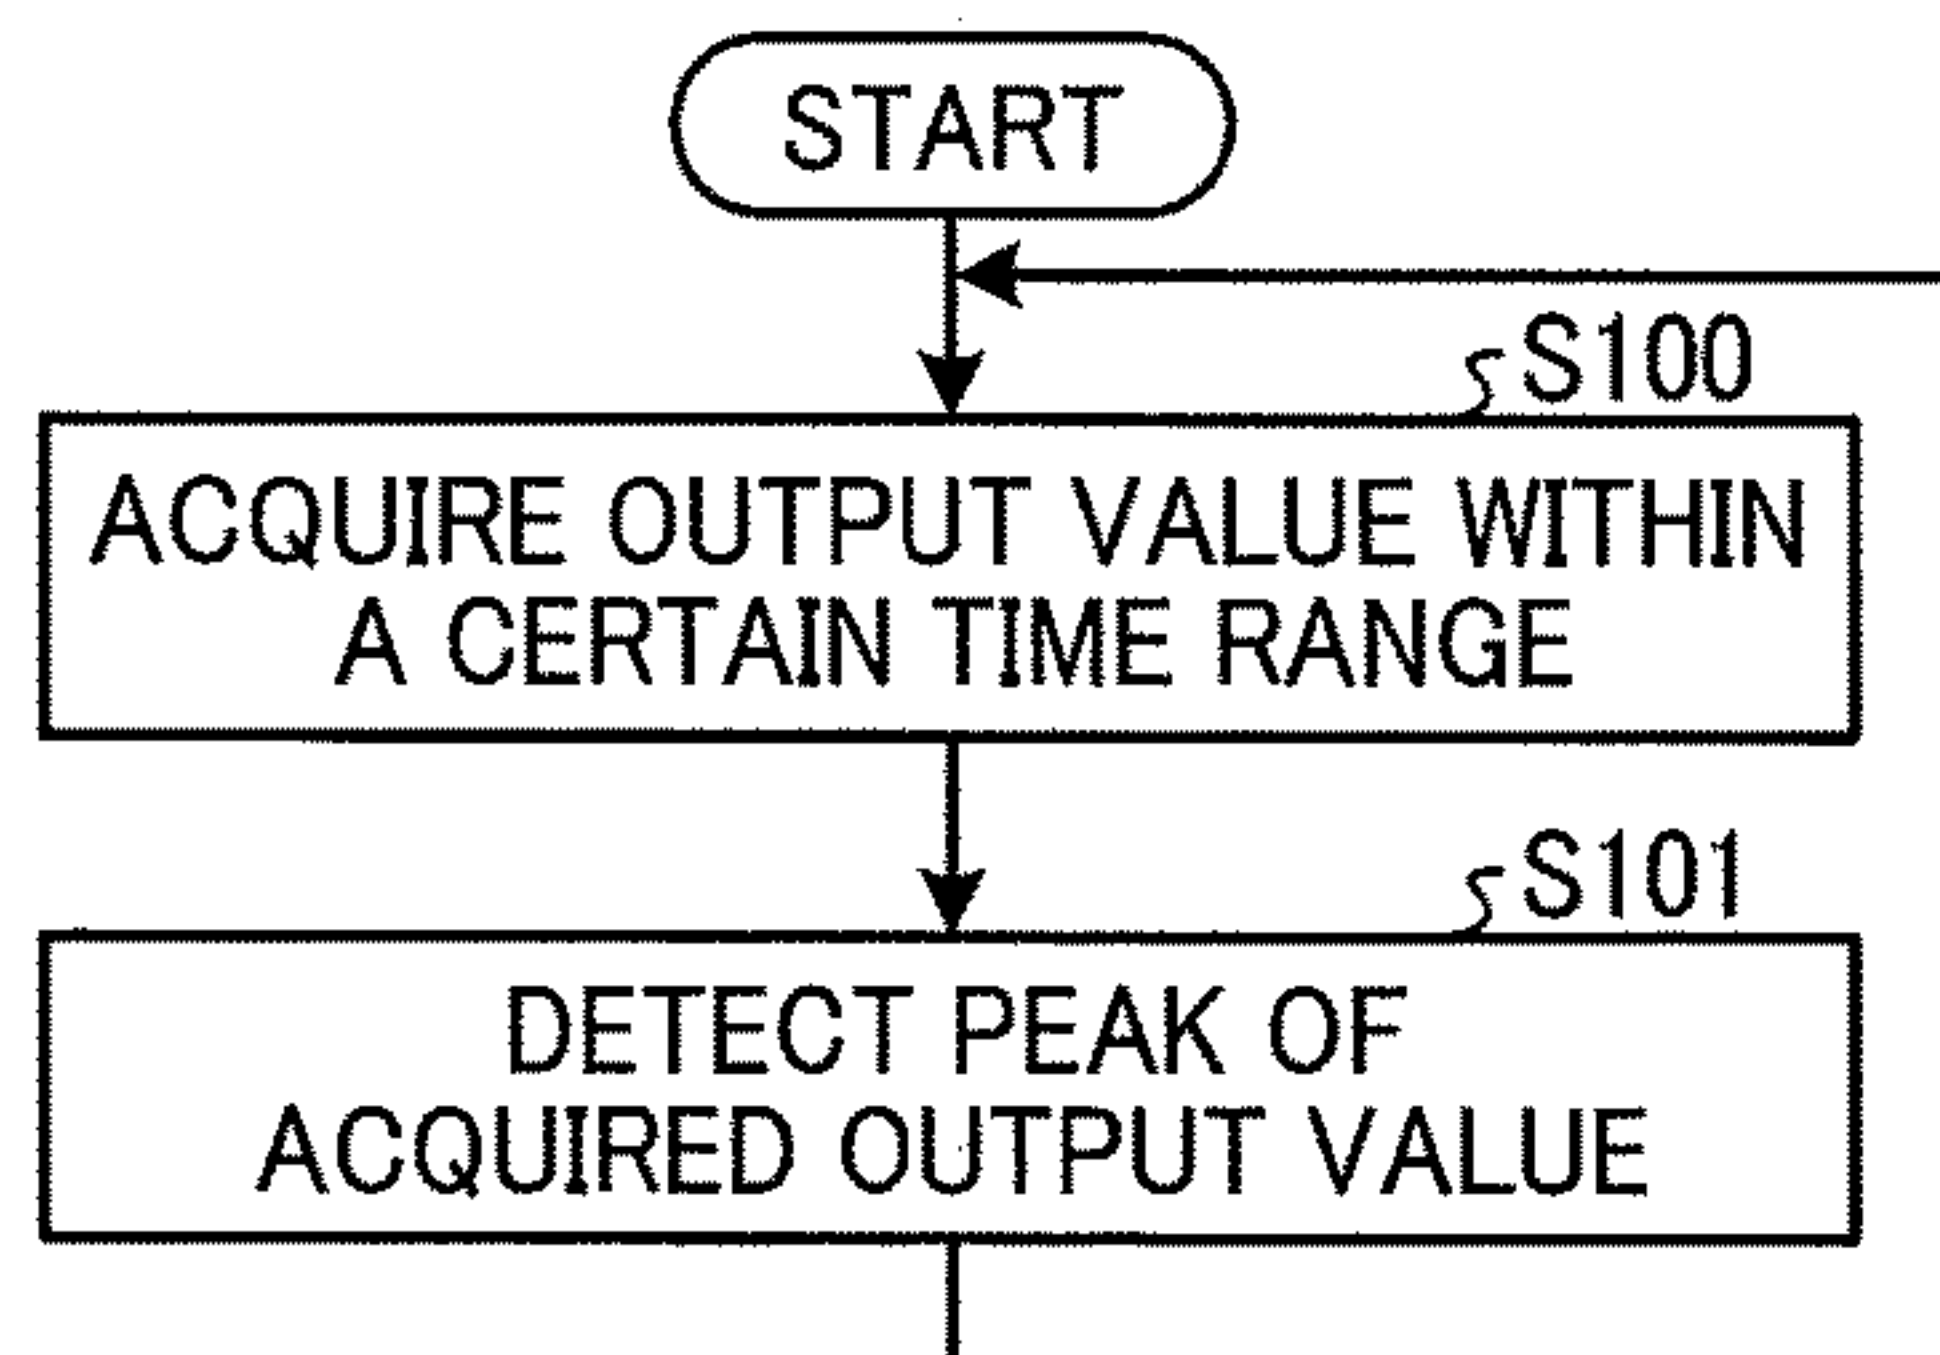 START
S100
ACQUIRE OUTPUT VALUE WITHIN
A CERTAIN TIME RANGE
S101
DETECT PEAK OF
ACQUIRED OUTPUT VALUE